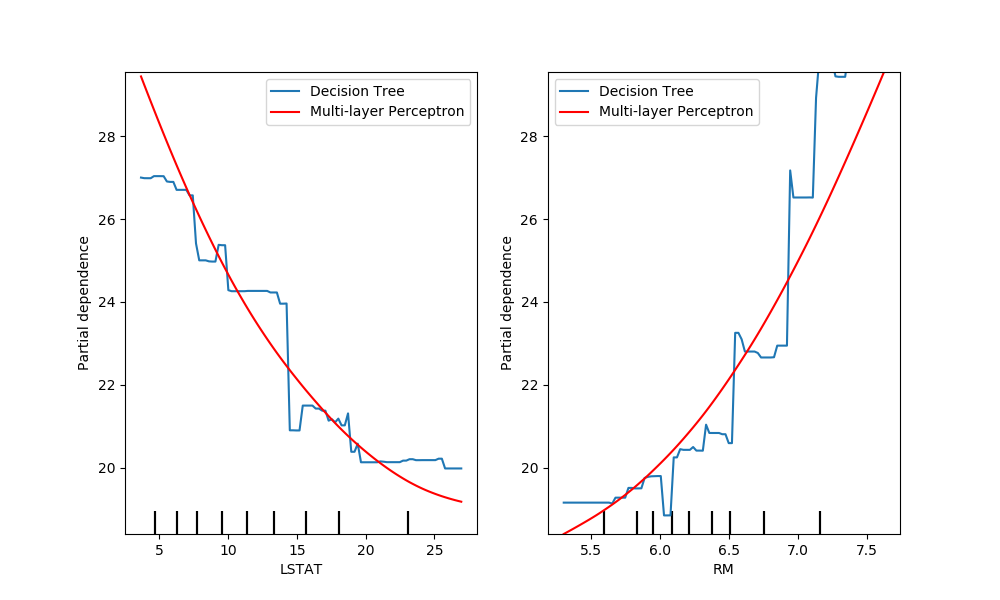 Decision Tree
Multi-layer Perceptron
Partial dependence
28
26
24
22
20
5 10 15 20 25
LSTAT
Decision Tree
Multi-layer Perceptron
Partial dependence
28
26
24
22
20
5.5 6.0 6.5 7.0 7.5
RM